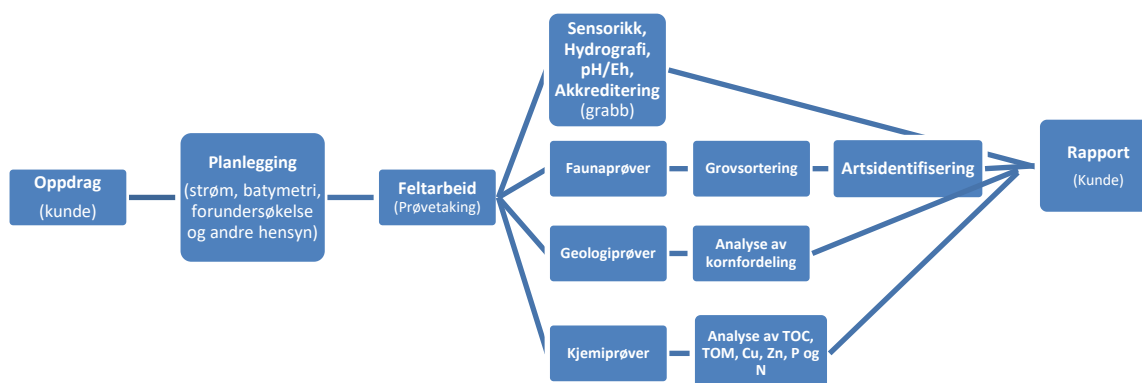 Oppdrag
(kunde)
Planlegging
(strøm, batymetri,
forundersøkelse
og andre hensyn)
Feltarbeid
(Prøvetaking)
Sensorikk,
Hydrografi,
pH/Eh,
Akkreditering
(grabb)
Faunaprøver
Grovsortering
Artsidentifisering
Geologiprøver
Analyse av
kornfordeling
Kjemiprøver
Analyse av TOC,
TOM, Cu, Zn, P og
N
Rapport
(Kunde)